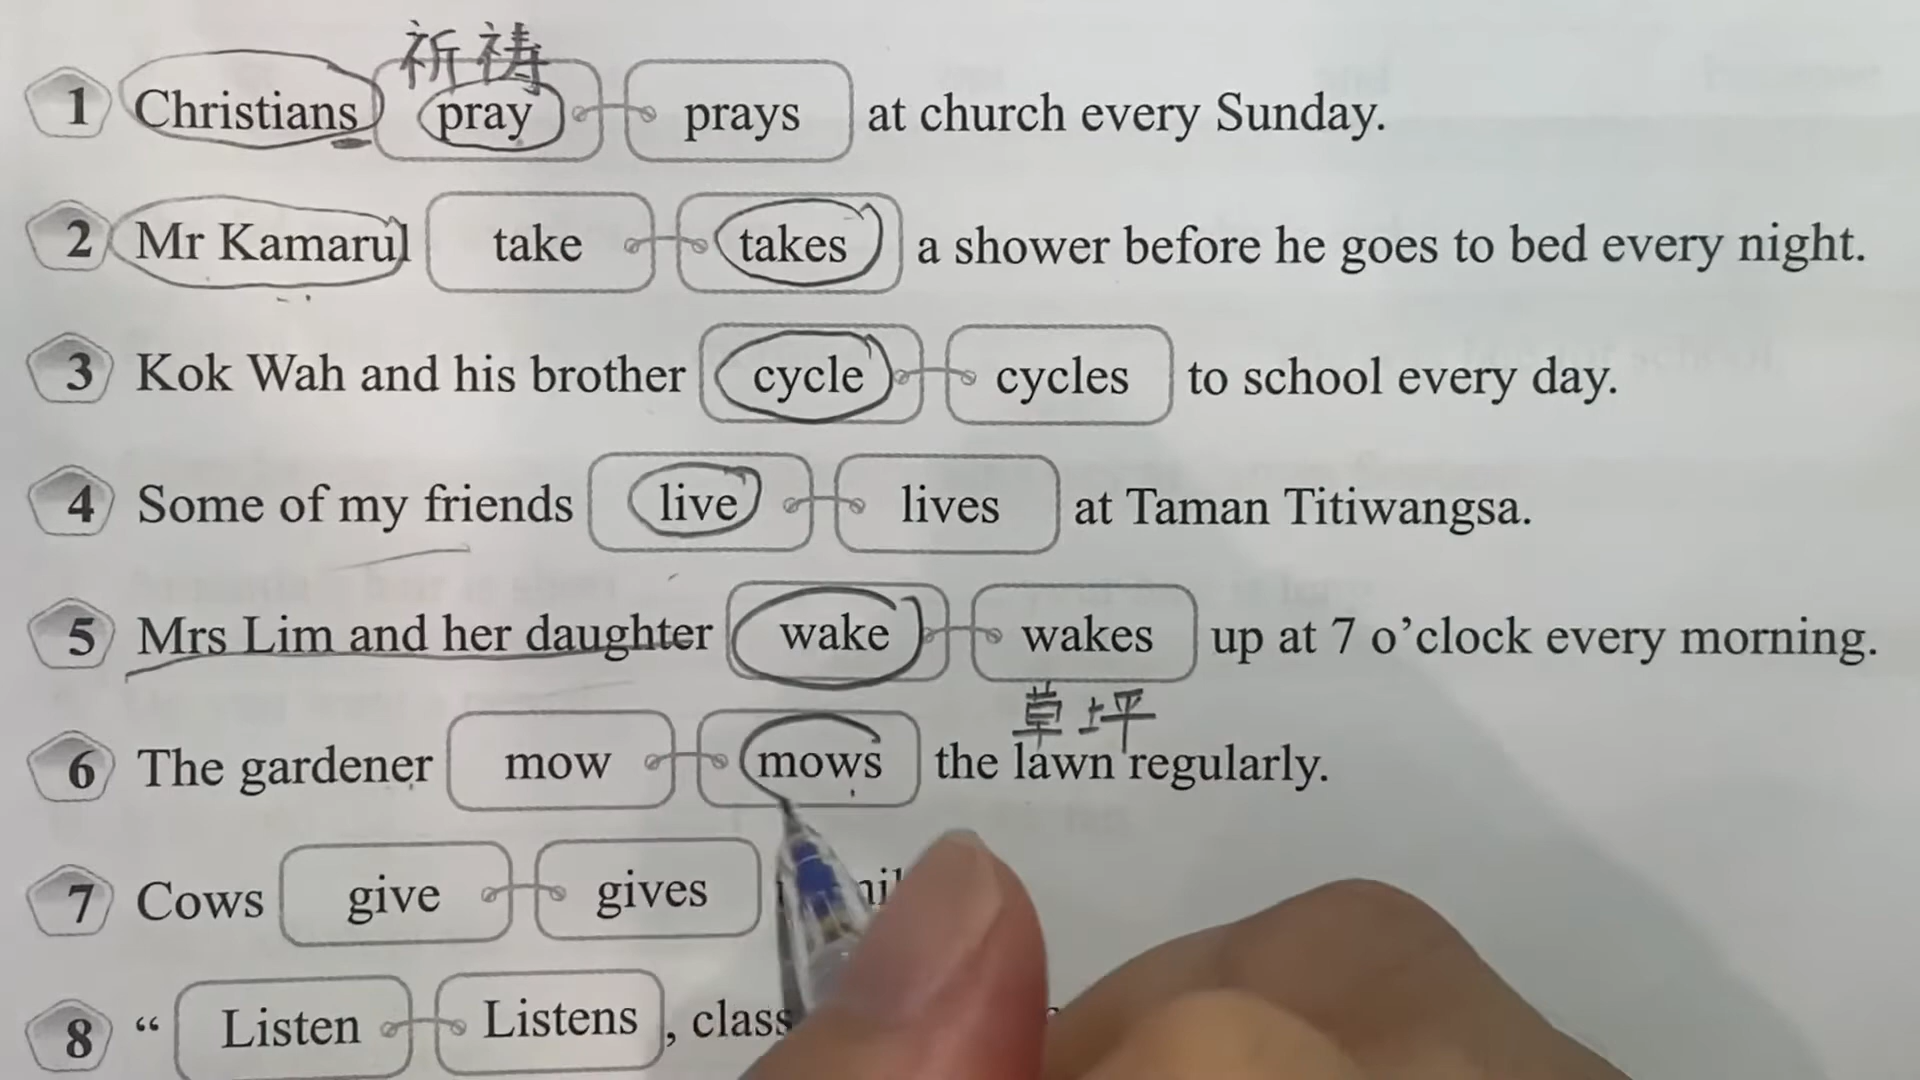 祈祷
1 Christians pray prays at church every Sunday.
2 Mr Kamarul take takes a shower before he goes to bed every night.
3 Kok Wah and his brother cycle cycles to school every day.
4 Some of my friends live lives at Taman Titiwangsa.
5 Mrs Lim and her daughter wake wakes up at 7 o’clock every morning.
草坪
6 The gardener mow mows the lawn regularly.
7 Cows give gives
8 “ Listen Listens , class